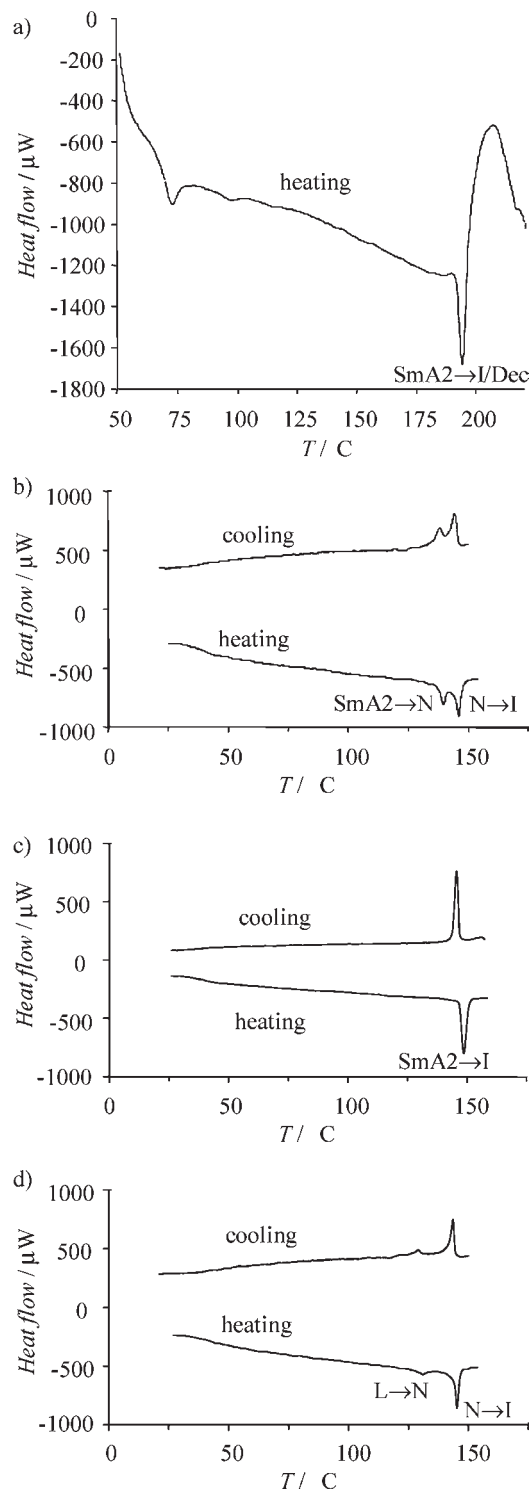 a)
0
-200
-400
-600
-800
-1000
-1200
-1400
-1600
-1800
Heat flow / μW
heating
SmA2→I/Dec
50 75 100 125 150 175 200
T / C
b)
1000
500
0
-500
-1000
Heat flow / μW
cooling
heating
SmA2→N N→I
0 50 100 150
T / C
c)
1000
500
0
-500
-1000
Heat flow / μW
cooling
heating
SmA2→I
0 50 100 150
T / C
d)
1000
500
0
-500
-1000
Heat flow / μW
cooling
heating
L→N
N→I
0 50 100 150
T / C